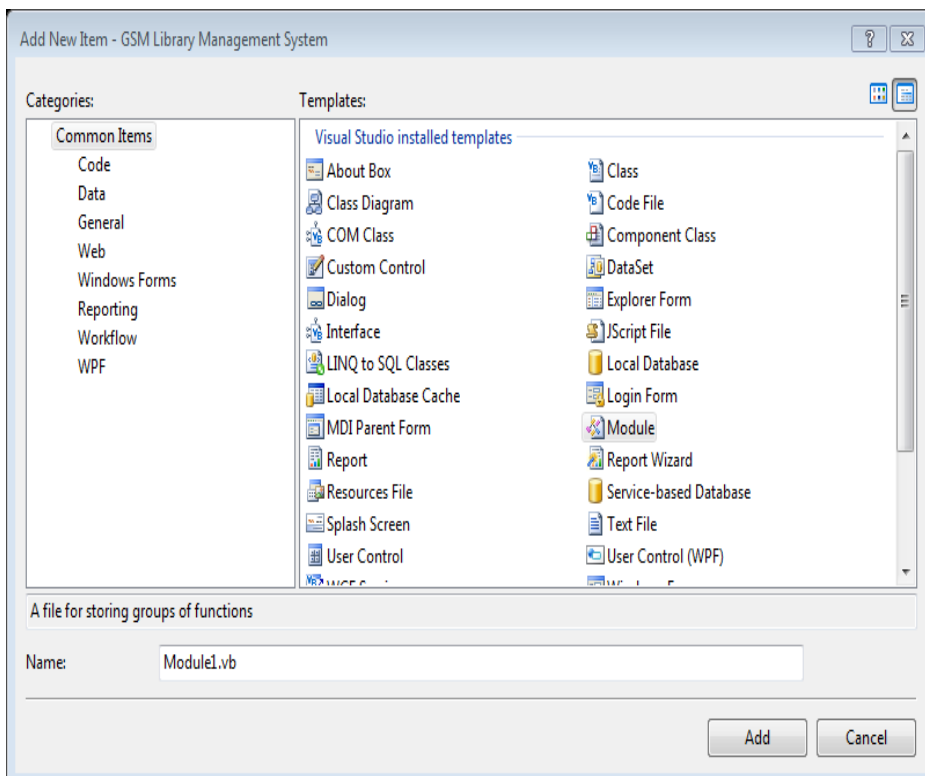 Add New Item - GSM Library Management System
Categories:
Templates:
Common Items
Code
Data
General
Web
Windows Forms
Reporting
Workflow
WPF
Visual Studio installed templates
About Box
Class
Class Diagram
Code File
COM Class
Component Class
Custom Control
DataSet
Dialog
Explorer Form
Interface
JScript File
LINQ to SQL Classes
Local Database
Local Database Cache
Login Form
MDI Parent Form
Module
Report
Report Wizard
Resources File
Service-based Database
Splash Screen
Text File
User Control
User Control (WPF)
A file for storing groups of functions
Name:
Module1.vb
Add
Cancel